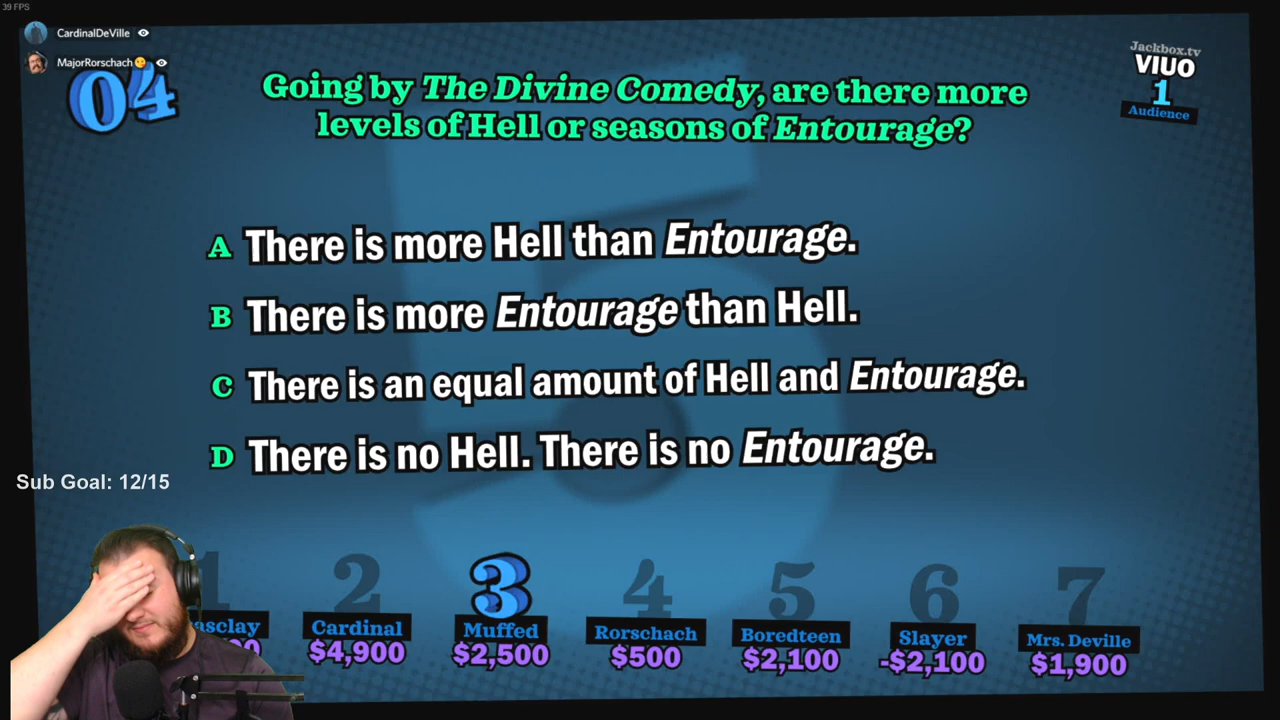 39 FPS
CardinalDeVille
MajorRorschach😘
04
Going by The Divine Comedy, are there more
levels of Hell or seasons of Entourage?
Jackbox.tv
VIUO
1
Audience
A There is more Hell than Entourage.
B There is more Entourage than Hell.
C There is an equal amount of Hell and Entourage.
D There is no Hell. There is no Entourage.
Sub Goal: 12/15
1 2 3 4 5 6 7
Cardinal Muffed Rorschach Boredteen Slayer Mrs. Deville
$4,900 $2,500 $500 $2,100 -$2,100 $1,900